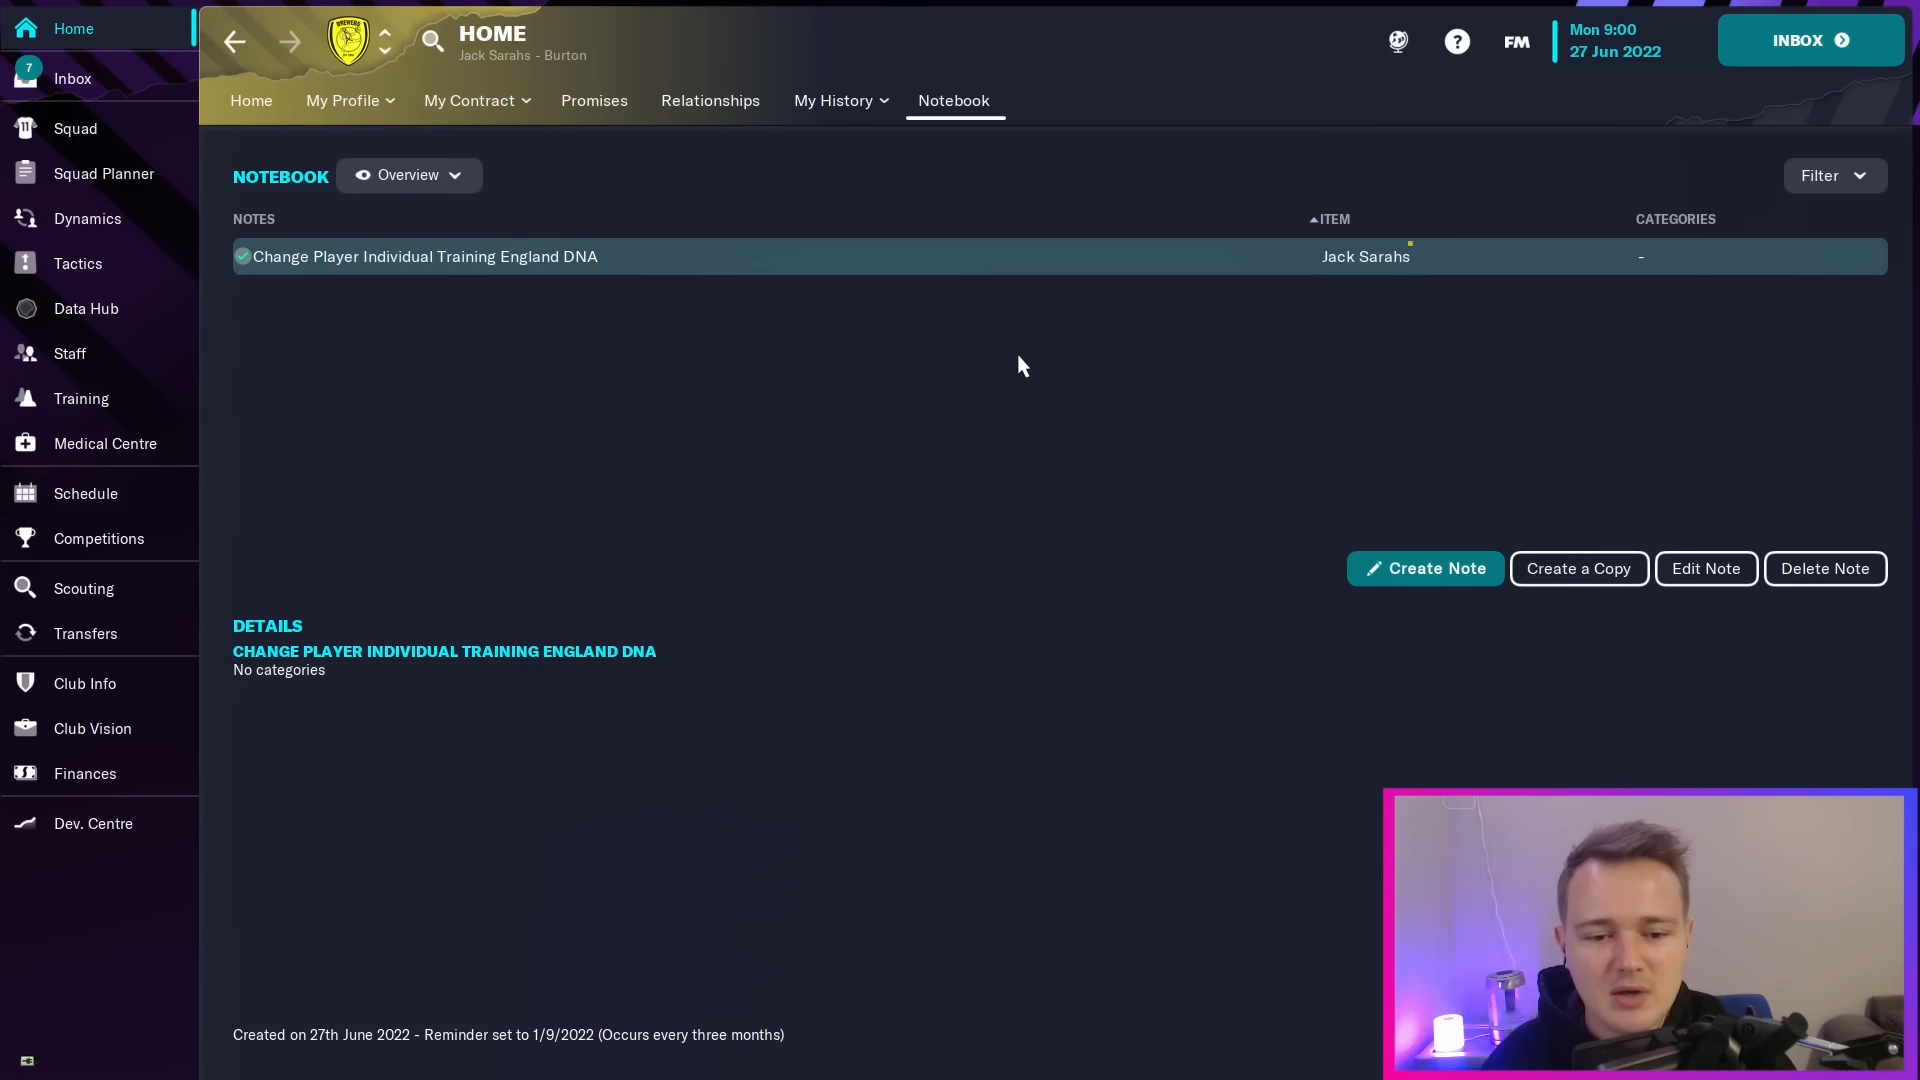 Home
7
Inbox
Squad
Squad Planner
Dynamics
Tactics
Data Hub
Staff
Training
Medical Centre
Schedule
Competitions
Scouting
Transfers
Club Info
Club Vision
Finances
Dev. Centre
BREWERS
HOME
Jack Sarahs - Burton
?
FM
Mon 9:00
27 Jun 2022
INBOX
Home
My Profile
My Contract
Promises
Relationships
My History
Notebook
NOTEBOOK
Overview
Filter
NOTES
ITEM
CATEGORIES
Change Player Individual Training England DNA
Jack Sarahs
-
Create Note
Create a Copy
Edit Note
Delete Note
DETAILS
CHANGE PLAYER INDIVIDUAL TRAINING ENGLAND DNA
No categories
Created on 27th June 2022 - Reminder set to 1/9/2022 (Occurs every three months)